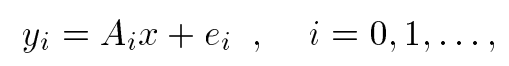 y_i = A_i x + e_i , i = 0, 1, . . . ,